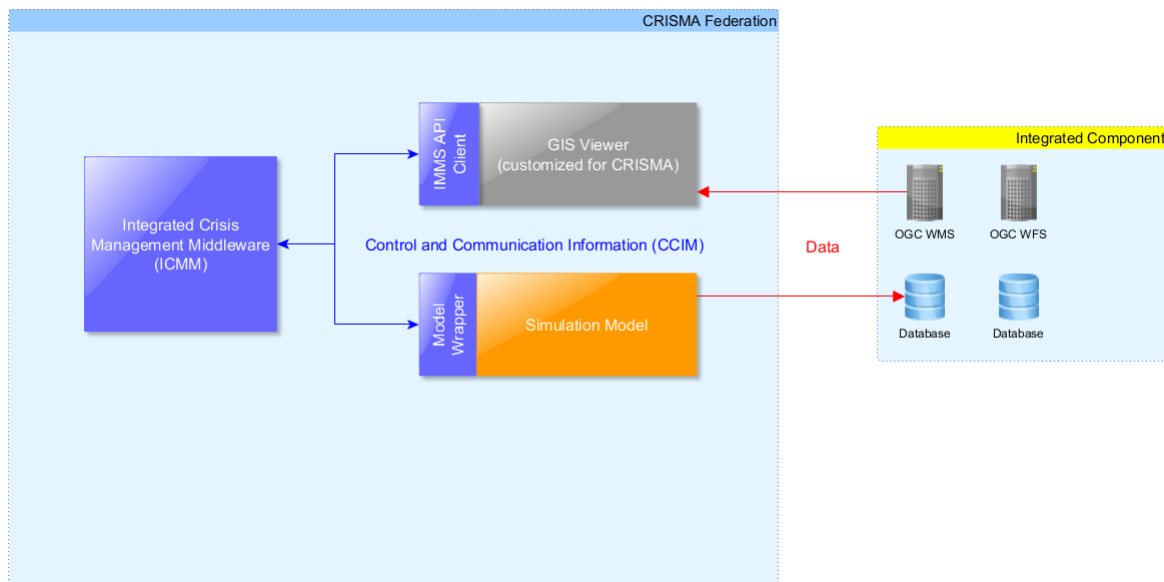 CRISMA Federation
IMMS API
Client
GIS Viewer
(customized for CRISMA)
Integrated Crisis
Management Middleware
(ICMM)
Control and Communication Information (CCIM)
Model
Wrapper
Simulation Model
Data
Integrated Component
OGC WMS
OGC WFS
Database
Database